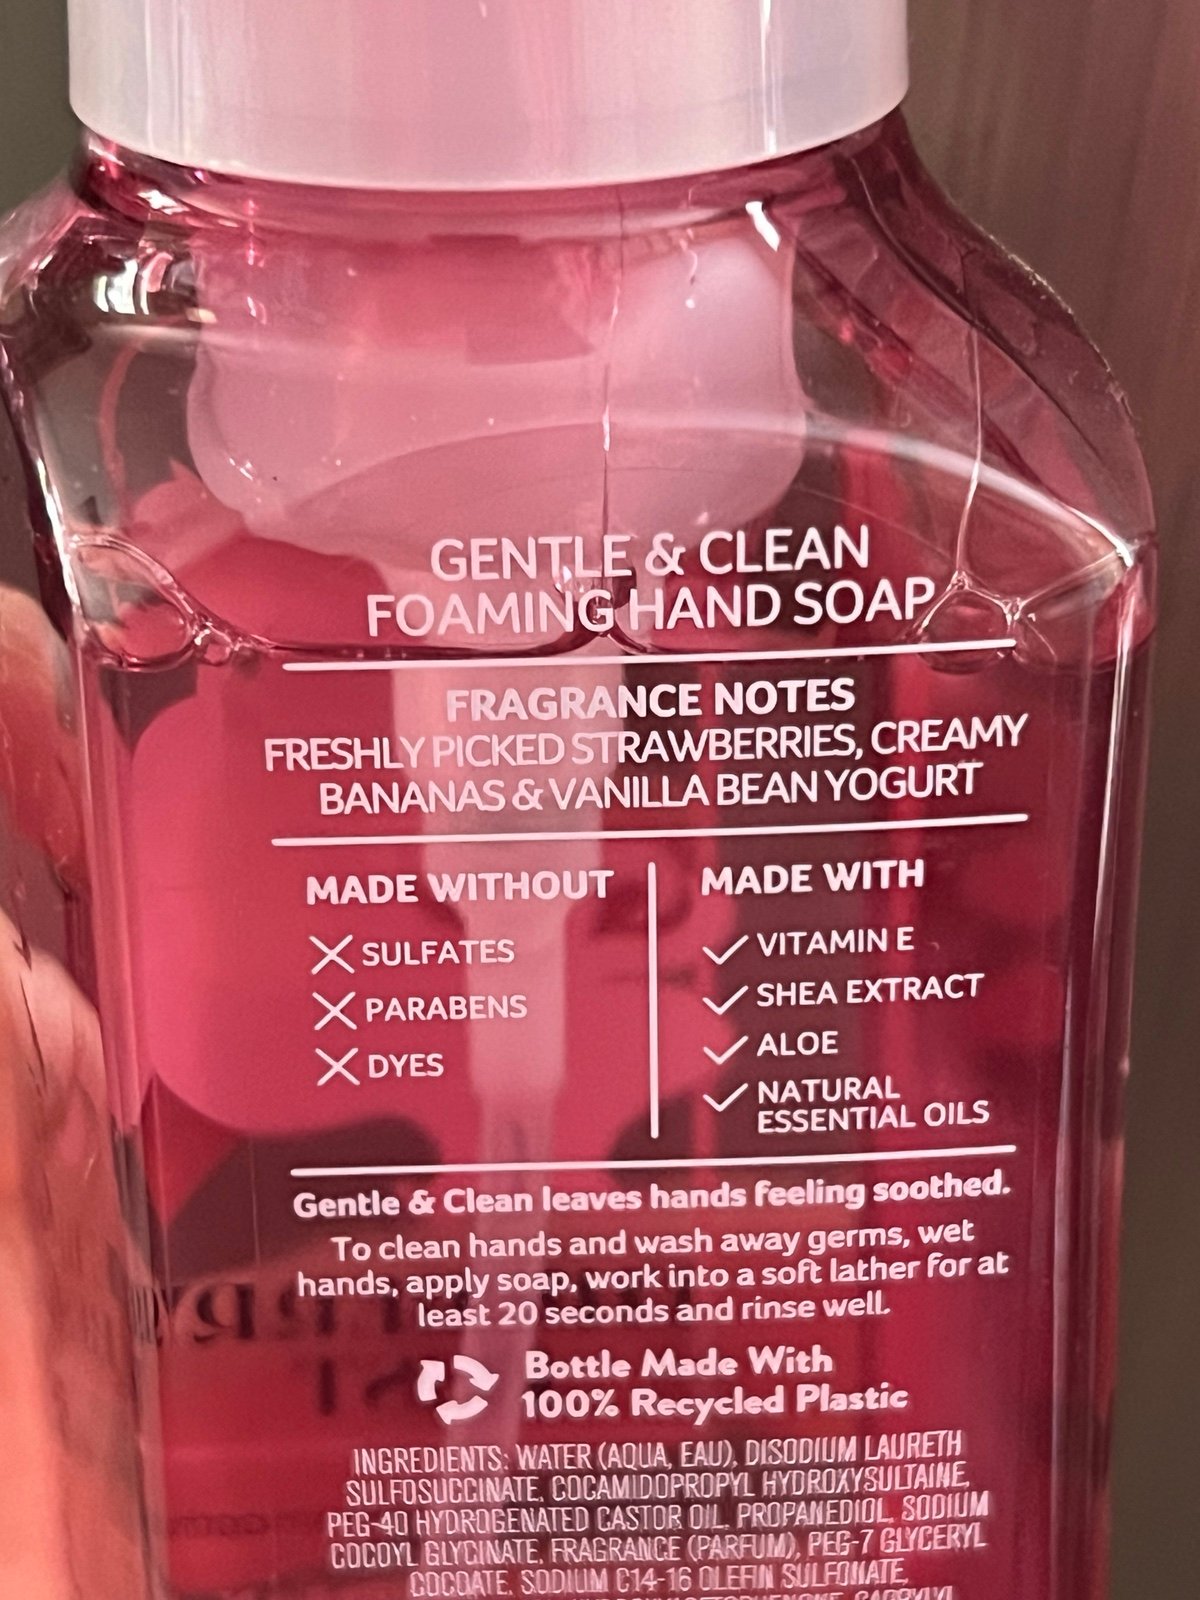 GENTLE & CLEAN
FOAMING HAND SOAP
FRAGRANCE NOTES
FRESHLY PICKED STRAWBERRIES, CREAMY
BANANAS & VANILLA BEAN YOGURT
MADE WITHOUT
SULFATES
PARABENS
DYES
MADE WITH
VITAMIN E
SHEA EXTRACT
ALOE
NATURAL
ESSENTIAL OILS
Gentle & Clean leaves hands feeling soothed.
To clean hands and wash away germs, wet
hands, apply soap, work into a soft lather for at
least 20 seconds and rinse well.
Bottle Made With
100% Recycled Plastic
INGREDIENTS: WATER (AQUA, EAU), DISODIUM LAURETH
SULFOSUCCINATE, COCAMIDOPROPYL HYDROXYSULTAINE,
PEG-40 HYDROGENATED CASTOR OIL, PROPANEDIOL, SODIUM
COCOYL GLYCINATE, FRAGRANCE (PARFUM), PEG-7 GLYCERYL
COCOATE, SODIUM C14-16 OLEFIN SULFONATE,